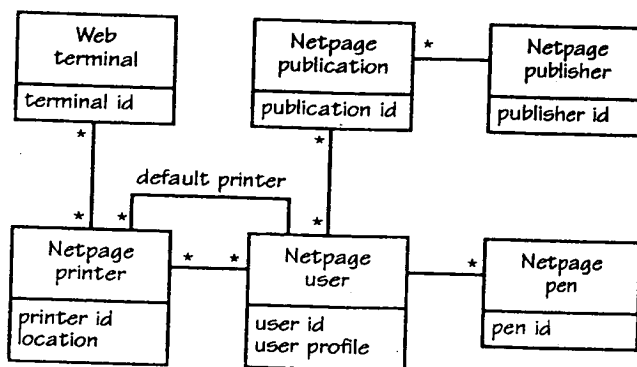 Web
terminal
terminal id
Netpage
publication
publication id
*
Netpage
publisher
publisher id
*
*
default printer
*
*
*
Netpage
printer
printer id
location
*
*
Netpage
user
user id
user profile
*
Netpage
pen
pen id